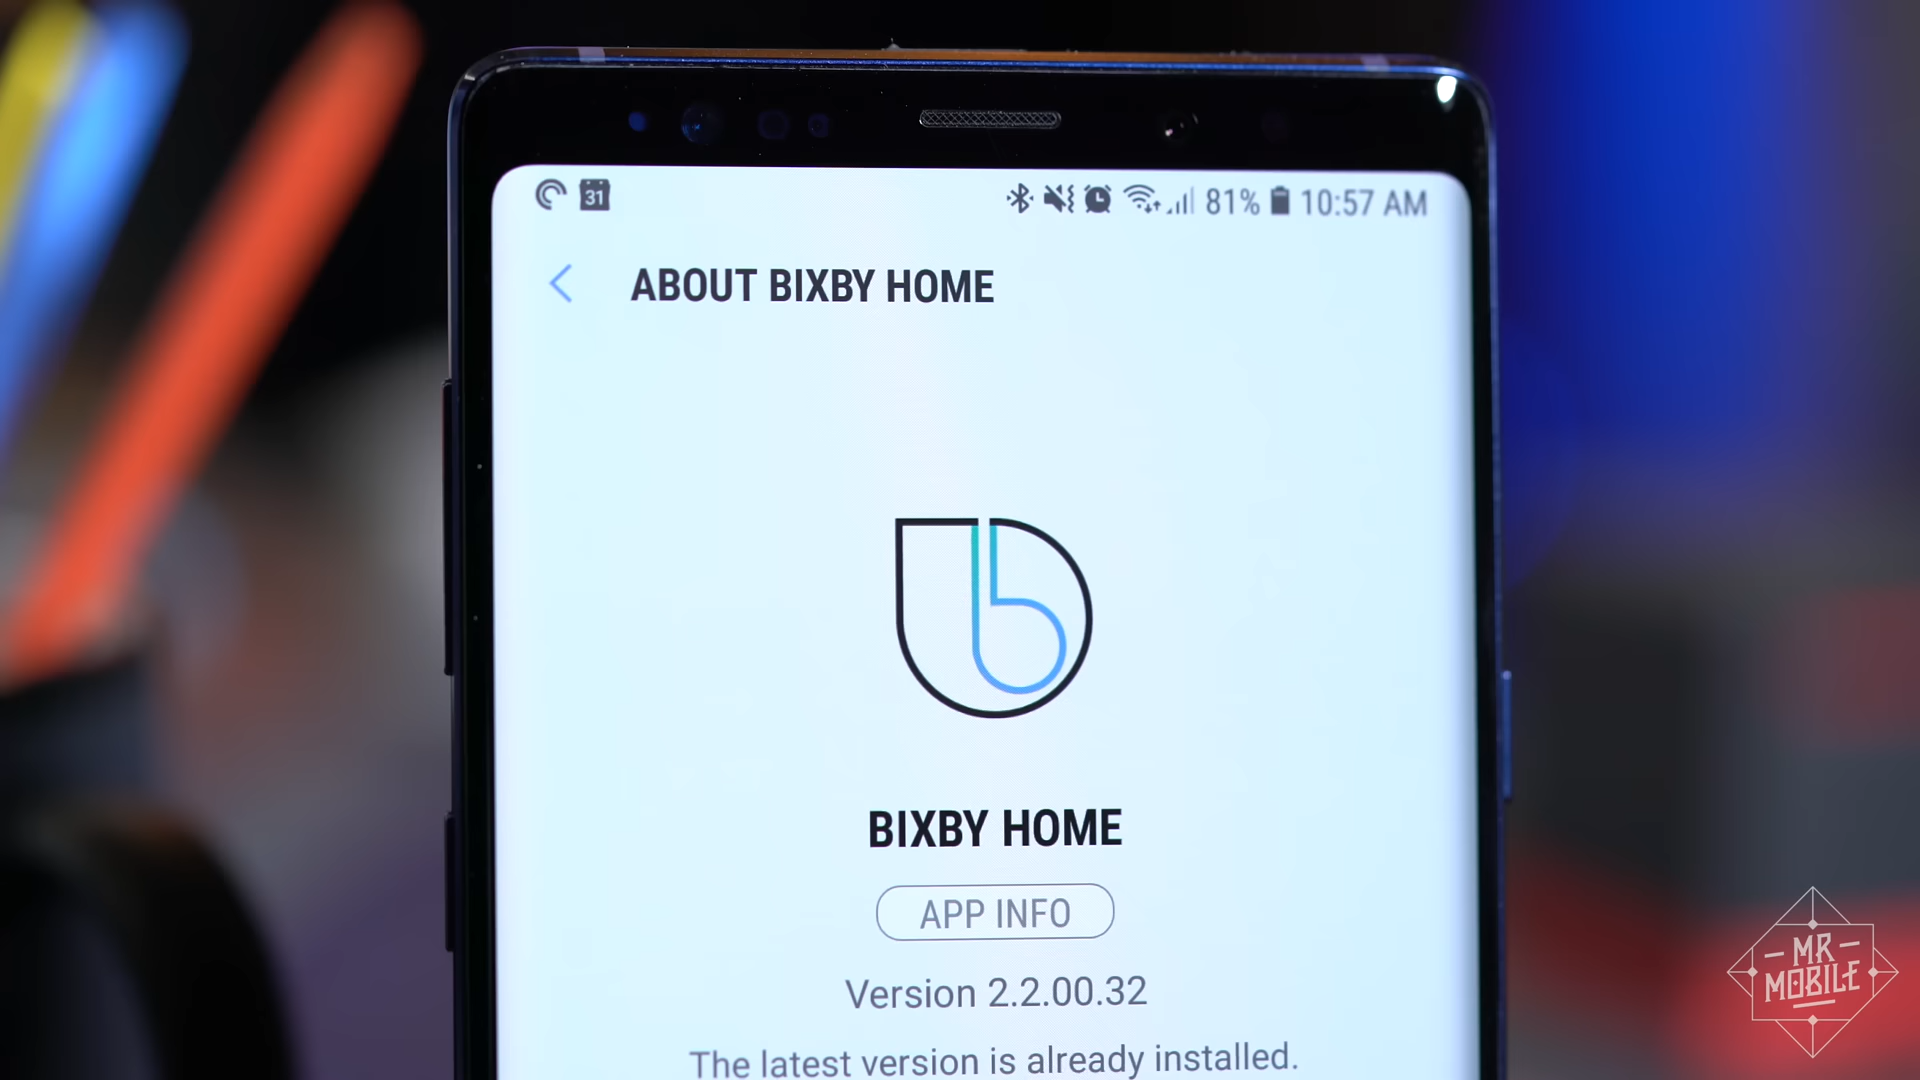 31
81%
10:57 AM
ABOUT BIXBY HOME
BIXBY HOME
APP INFO
Version 2.2.00.32
The latest version is already installed.
MR
MOBILE